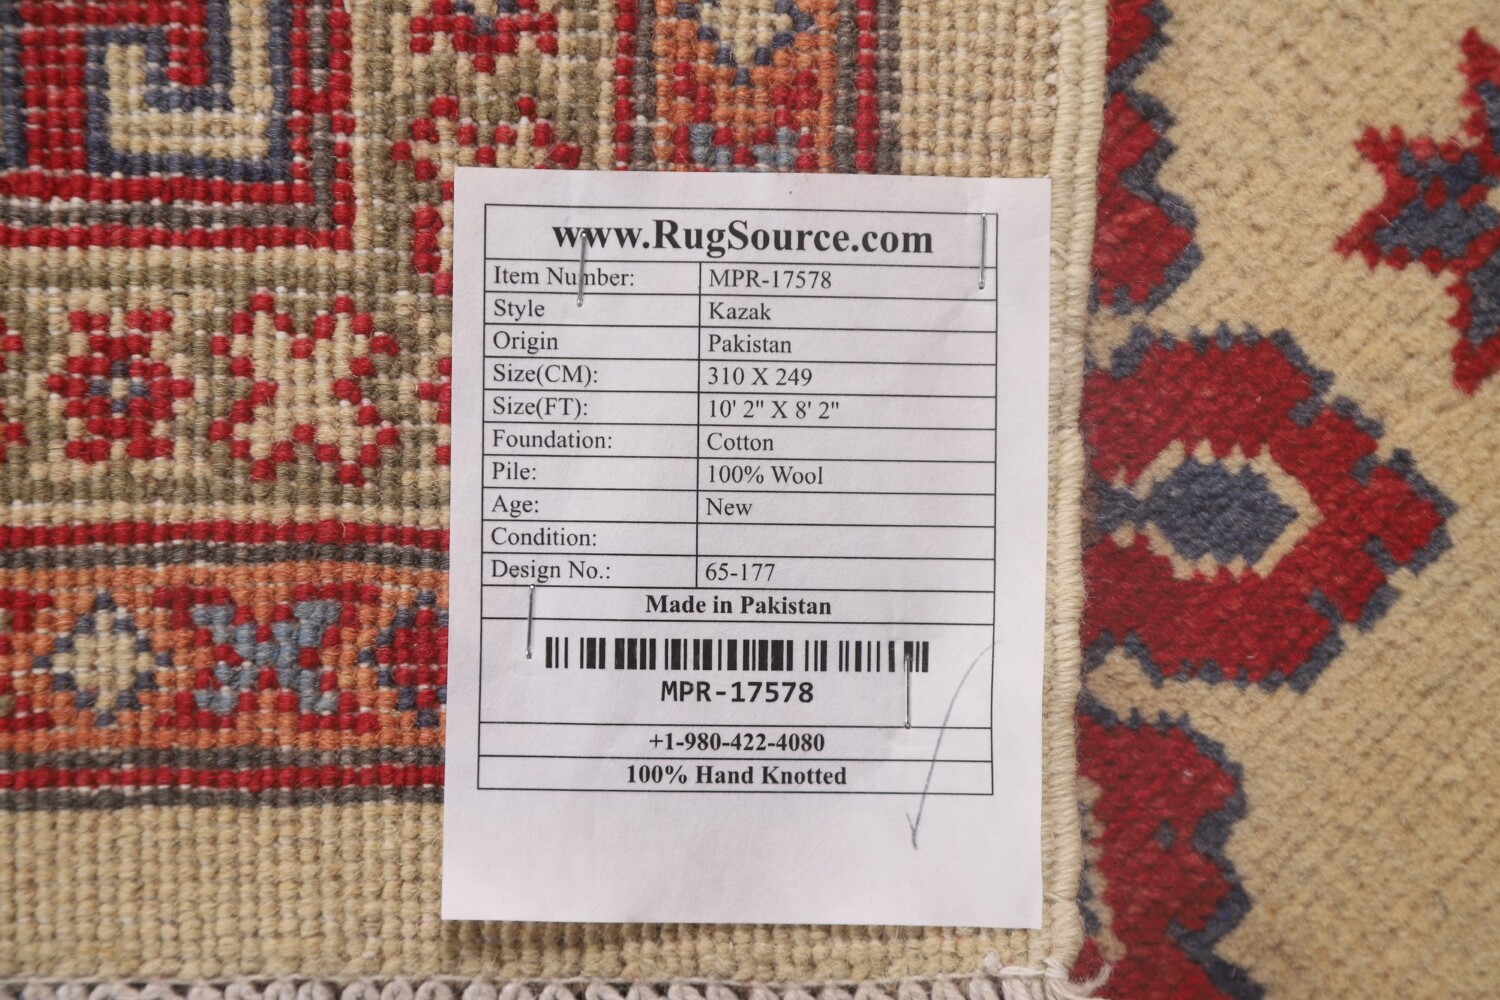 www.RugSource.com
Item Number: MPR-17578
Style Kazak
Origin Pakistan
Size(CM): 310 X 249
Size(FT): 10' 2" X 8' 2"
Foundation: Cotton
Pile: 100% Wool
Age: New
Condition:
Design No.: 65-177
Made in Pakistan
MPR-17578
+1-980-422-4080
100% Hand Knotted